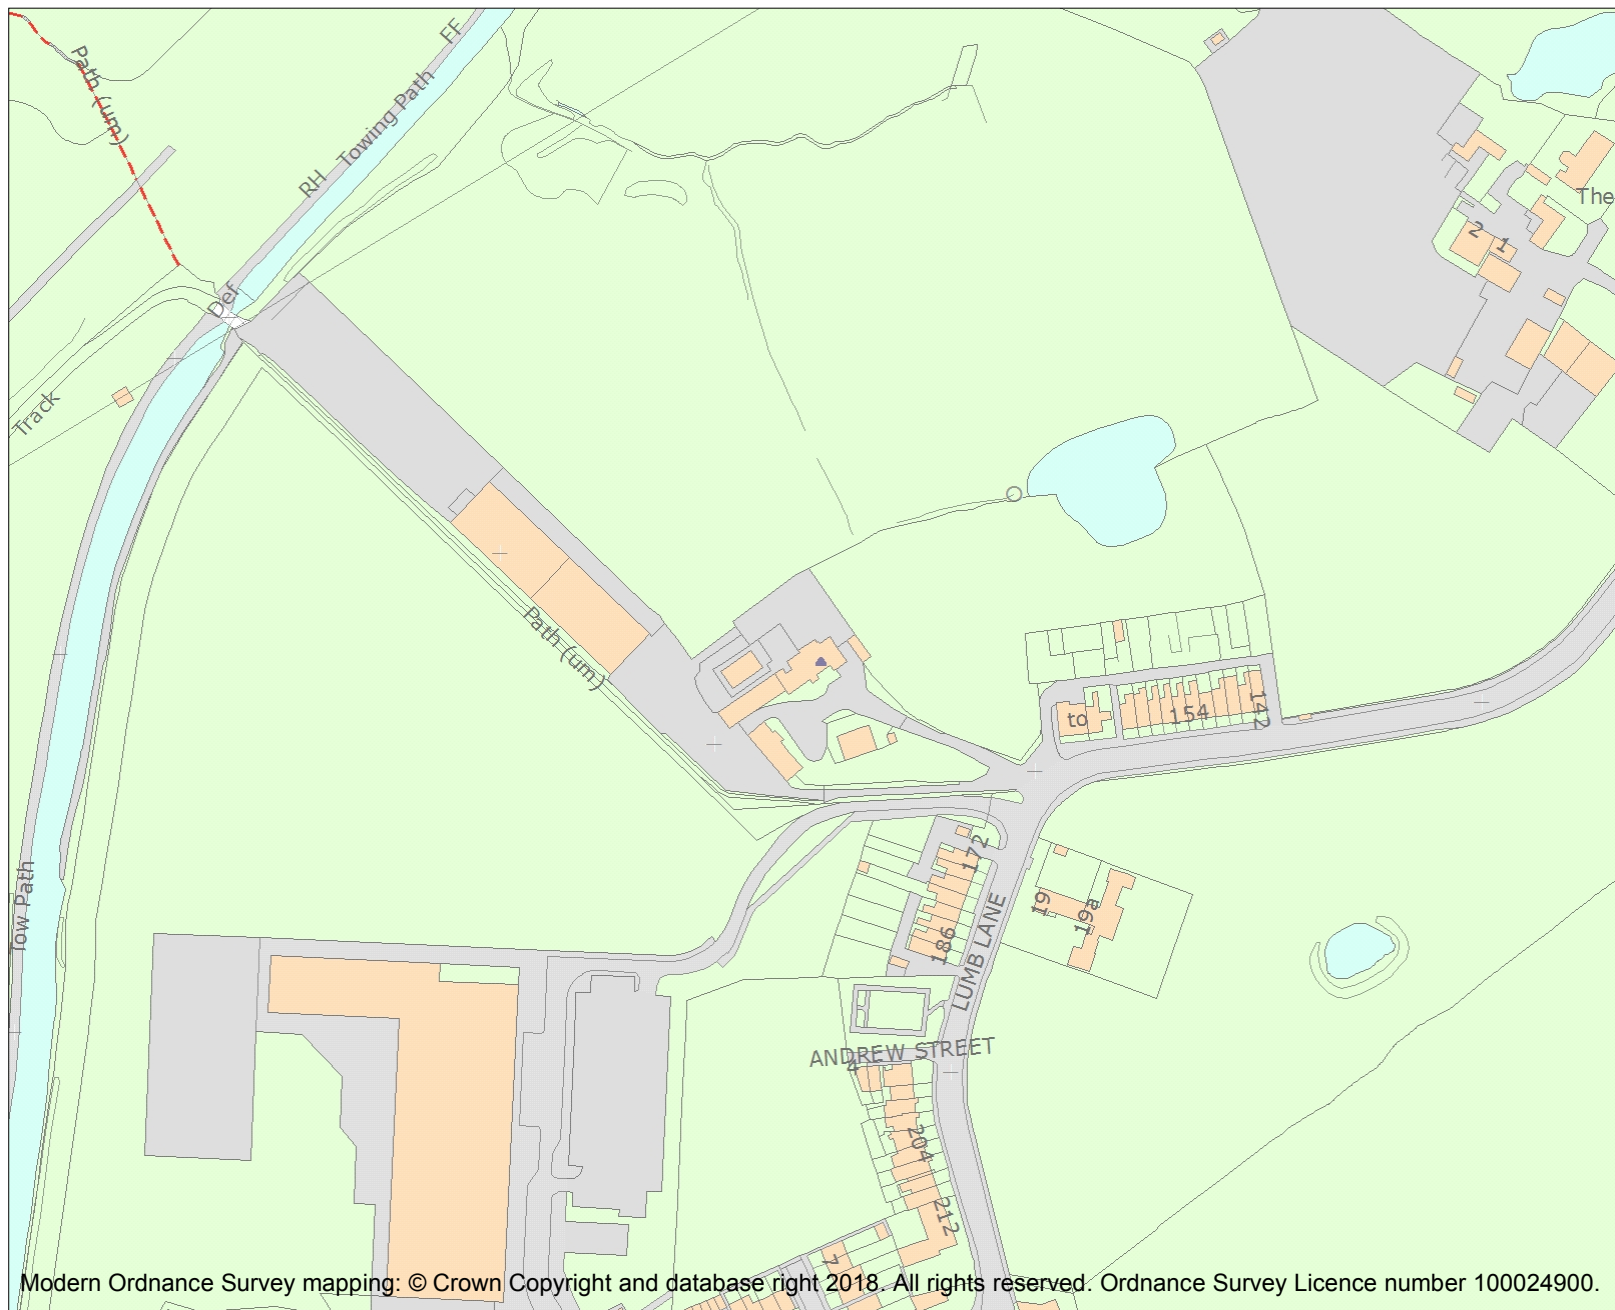 Path (um)
FF
Towing Path
RH
The
2
1
Def
Track
Path (um)
to
154
142
Tow Path
172
19
19a
186
LUMB LANE
ANDREW STREET
4
204
212
7
Modern Ordnance Survey mapping: © Crown Copyright and database right 2018. All rights reserved. Ordnance Survey Licence number 100024900.